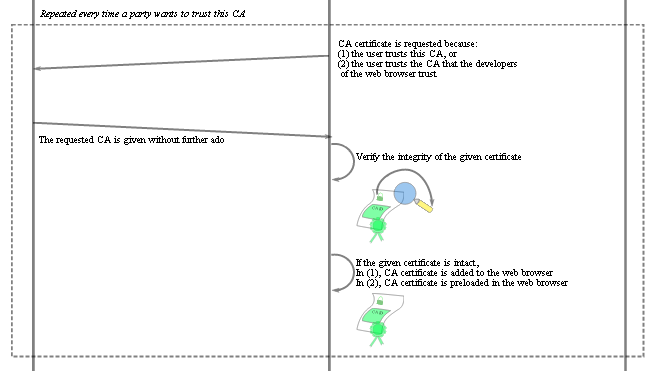 Repeated every time a party wants to trust this CA
CA certificate is requested because:
(1) the user trusts this CA, or
(2) the user trusts the CA that the developers
of the web browser trust
The requested CA is given without further ado
Verify the integrity of the given certificate
If the given certificate is intact,
In (1), CA certificate is added to the web browser
In (2), CA certificate is preloaded in the web browser